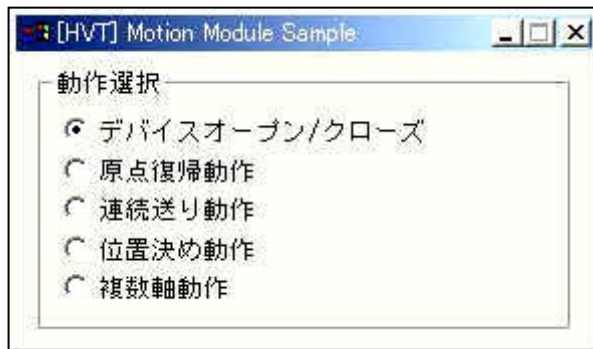 [HVT] Motion Module Sample
動作選択
デバイスオープン/クローズ
原点復帰動作
連続送り動作
位置決め動作
複数軸動作